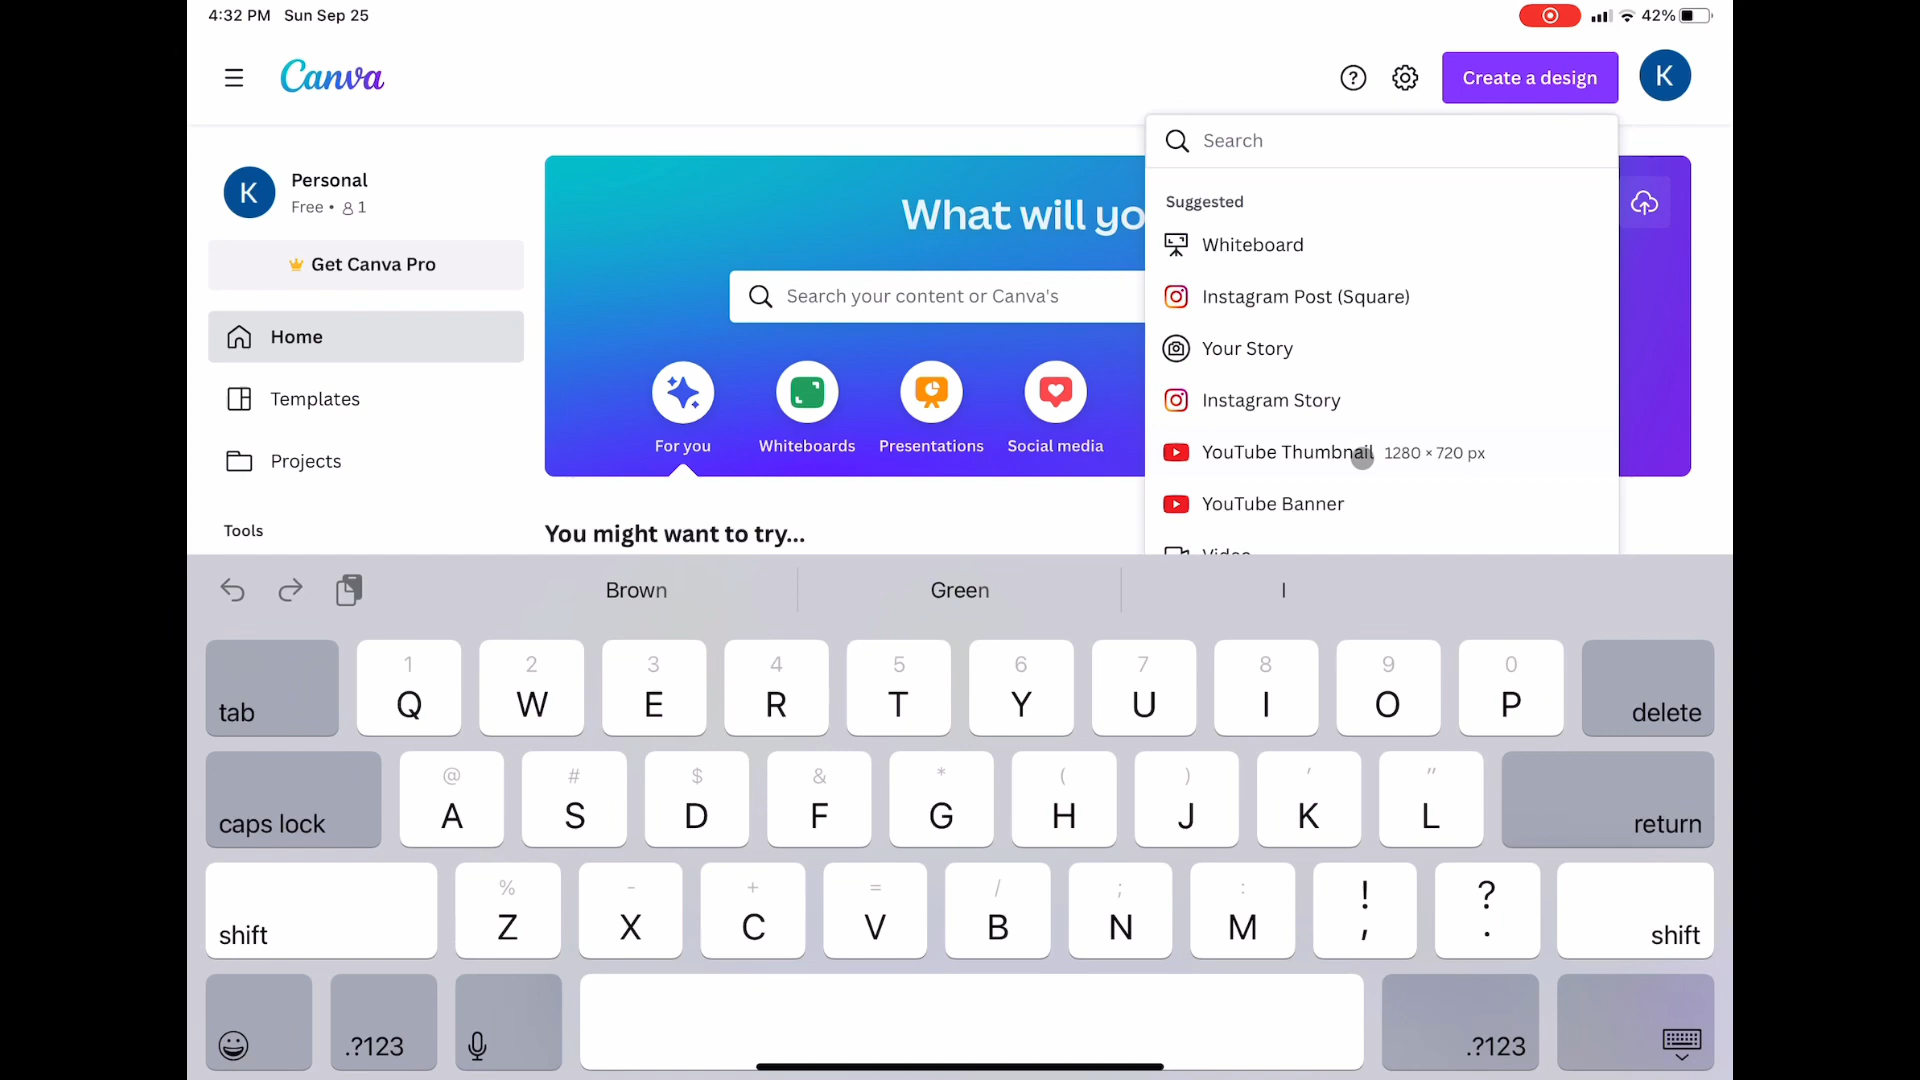 4:32 PM Sun Sep 25
42%
Canva
Create a design
K
Search
K
Personal
Free • 1
Get Canva Pro
Home
Templates
Projects
Tools
What will yo
Search your content or Canva's
For you
Whiteboards
Presentations
Social media
You might want to try...
Suggested
Whiteboard
Instagram Post (Square)
Your Story
Instagram Story
YouTube Thumbnail 1280 × 720 px
YouTube Banner
Video
Brown Green I
1 2 3 4 5 6 7 8 9 0
tab Q W E R T Y U I O P delete
@ # $ & * ( ) ' "
caps lock A S D F G H J K L return
% - + = / ; : ! ?
shift Z X C V B N M , . shift
.?123 .?123